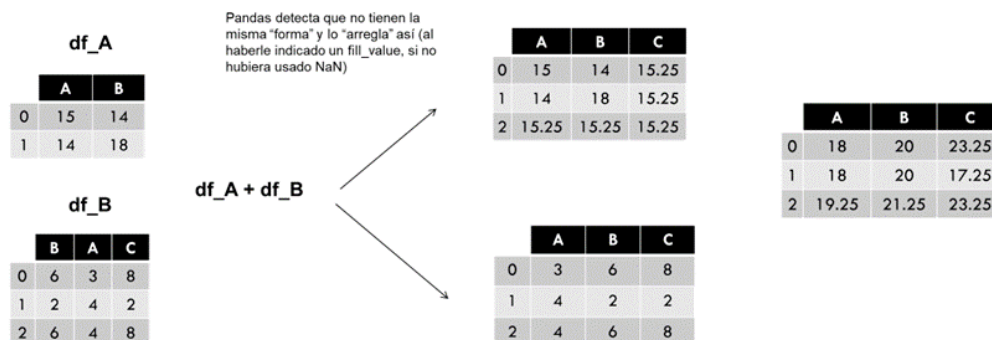 Pandas detecta que no tienen la
misma "forma" y lo "arregla" así (al
haberle indicado un fill_value, si no
hubiera usado NaN)
df_A
A B
0 15 14
1 14 18
df_B
B A C
0 6 3 8
1 2 4 2
2 6 4 8
df_A + df_B
A B C
0 15 14 15.25
1 14 18 15.25
2 15.25 15.25 15.25
A B C
0 3 6 8
1 4 2 2
2 4 6 8
A B C
0 18 20 23.25
1 18 20 17.25
2 19.25 21.25 23.25